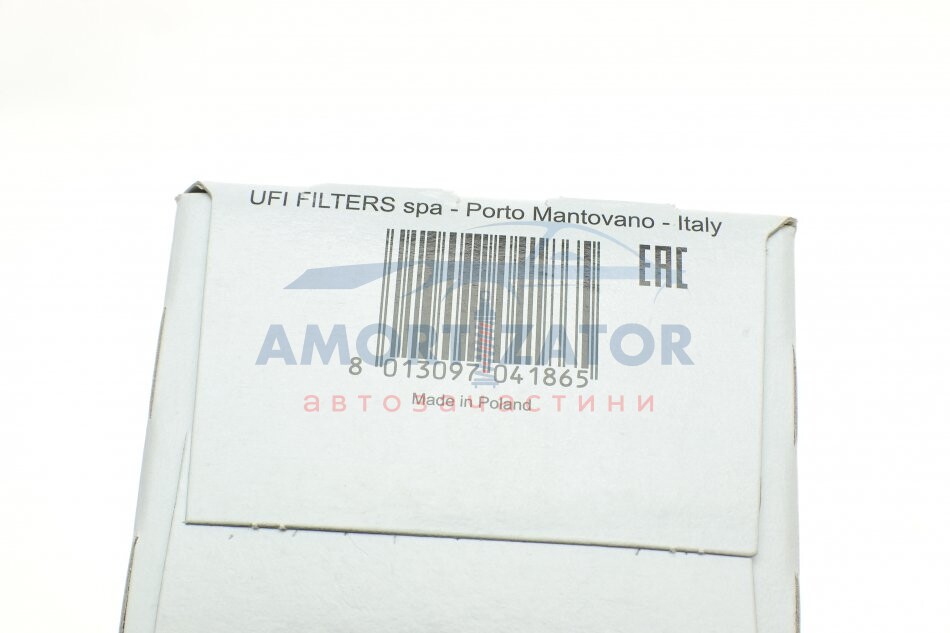 UFI FILTERS spa - Porto Mantovano - Italy
EAC
8 013097 041865
AMORTIZATOR
Made in Poland
автозапчастини